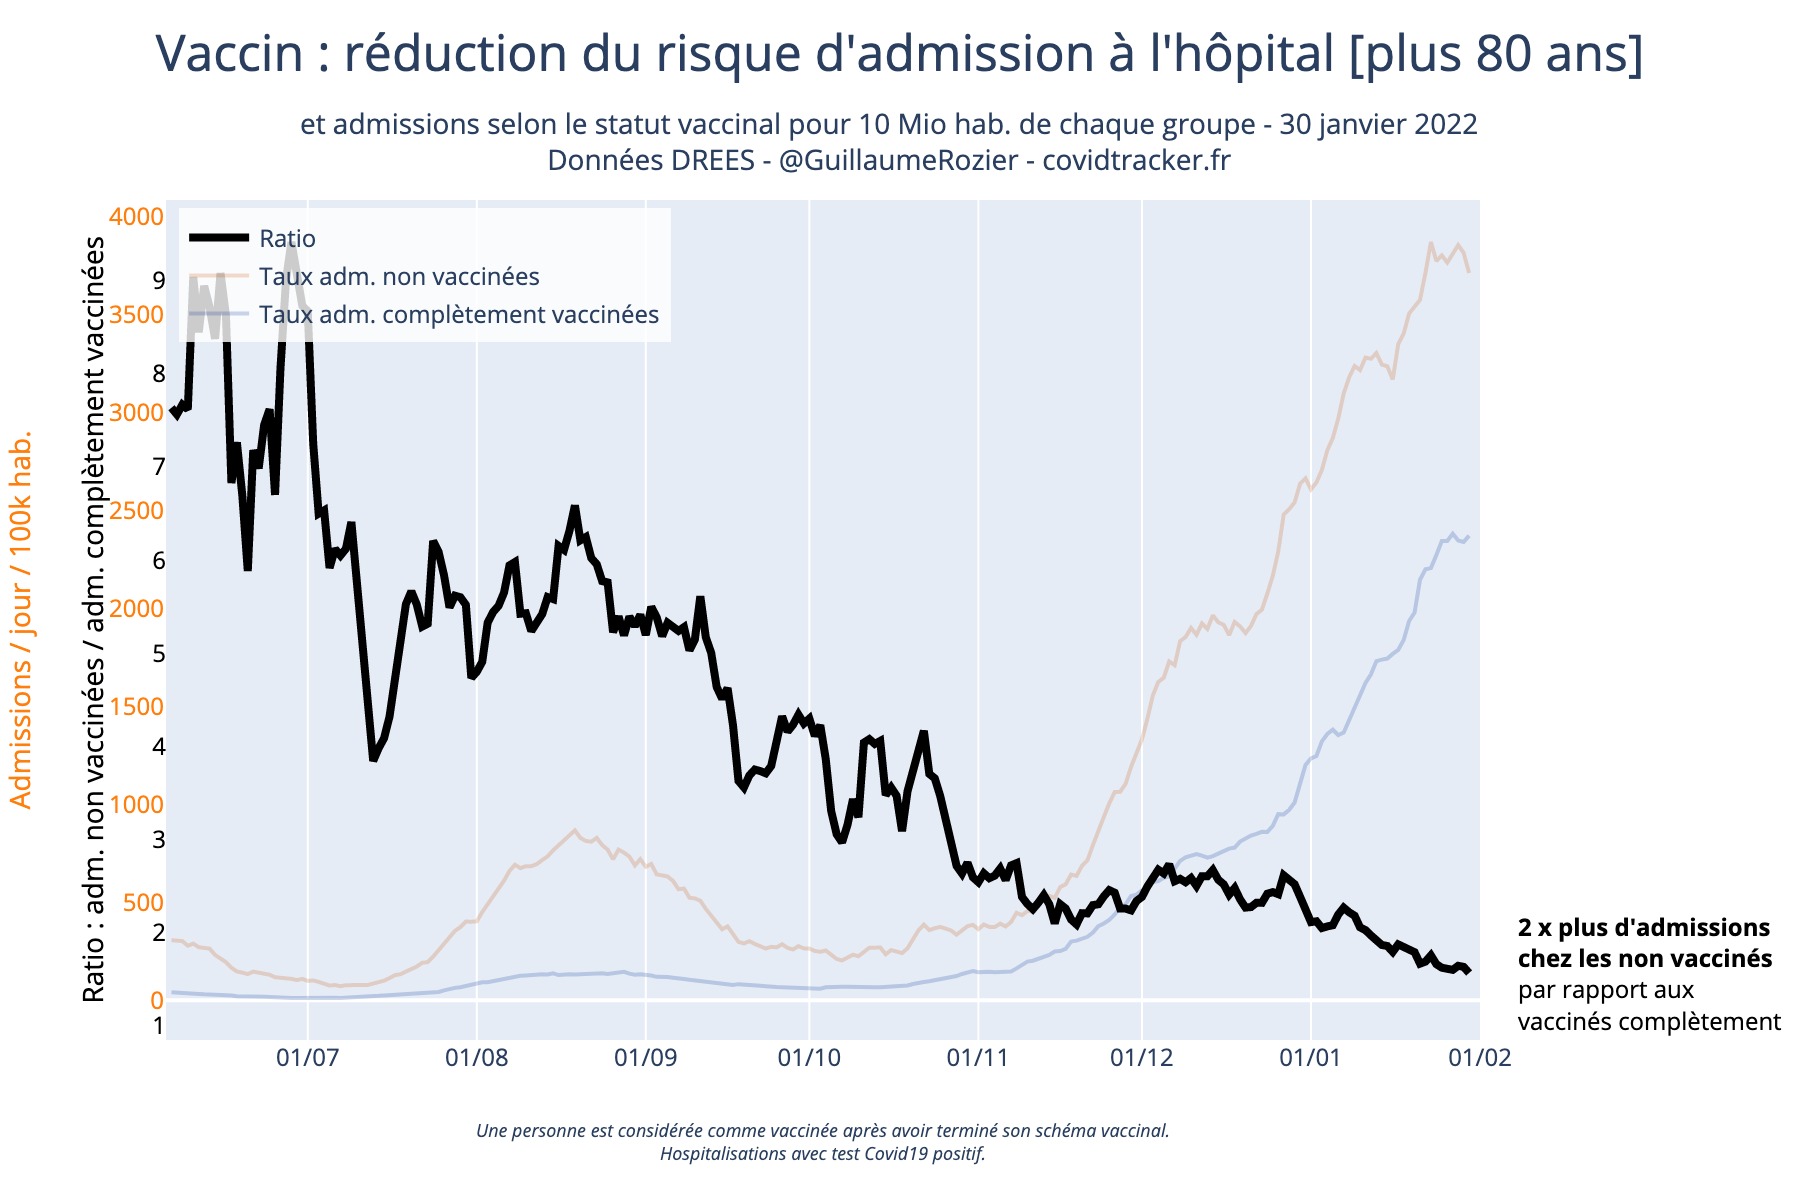 Vaccin : réduction du risque d'admission à l'hôpital [plus 80 ans]
et admissions selon le statut vaccinal pour 10 Mio hab. de chaque groupe - 30 janvier 2022
Données DREES - @GuillaumeRozier - covidtracker.fr
Admissions / jour / 100k hab.
Ratio : adm. non vaccinées / adm. complètement vaccinées
4000
3500
3000
2500
2000
1500
1000
500
0
9
8
7
6
5
4
3
2
1
Ratio
Taux adm. non vaccinées
Taux adm. complètement vaccinées
2 x plus d'admissions
chez les non vaccinés
par rapport aux
vaccinés complètement
01/07 01/08 01/09 01/10 01/11 01/12 01/01 01/02
Une personne est considérée comme vaccinée après avoir terminé son schéma vaccinal.
Hospitalisations avec test Covid19 positif.